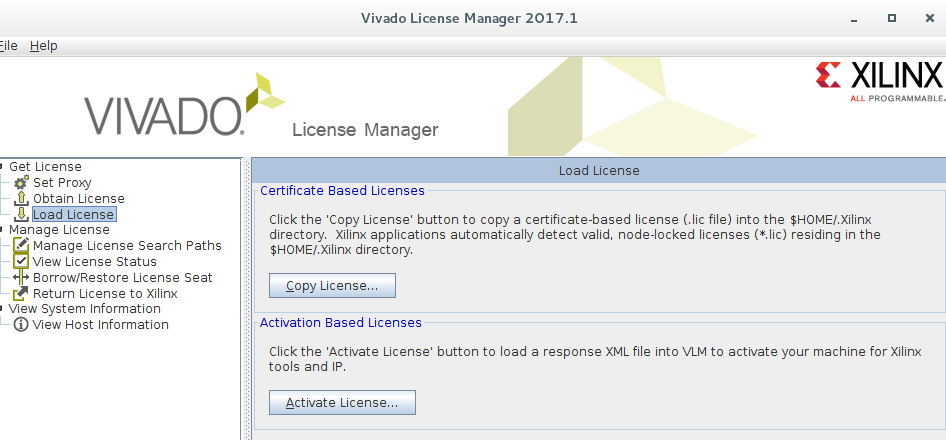 Vivado License Manager 2017.1
File Help
XILINX
ALL PROGRAMMABLE.
VIVADO.
License Manager
Get License
Set Proxy
Obtain License
Load License
Manage License
Manage License Search Paths
View License Status
Borrow/Restore License Seat
Return License to Xilinx
View System Information
View Host Information
Load License
Certificate Based Licenses
Click the 'Copy License' button to copy a certificate-based license (.lic file) into the $HOME/.Xilinx
directory. Xilinx applications automatically detect valid, node-locked licenses (*.lic) residing in the
$HOME/.Xilinx directory.
Copy License...
Activation Based Licenses
Click the 'Activate License' button to load a response XML file into VLM to activate your machine for Xilinx
tools and IP.
Activate License...